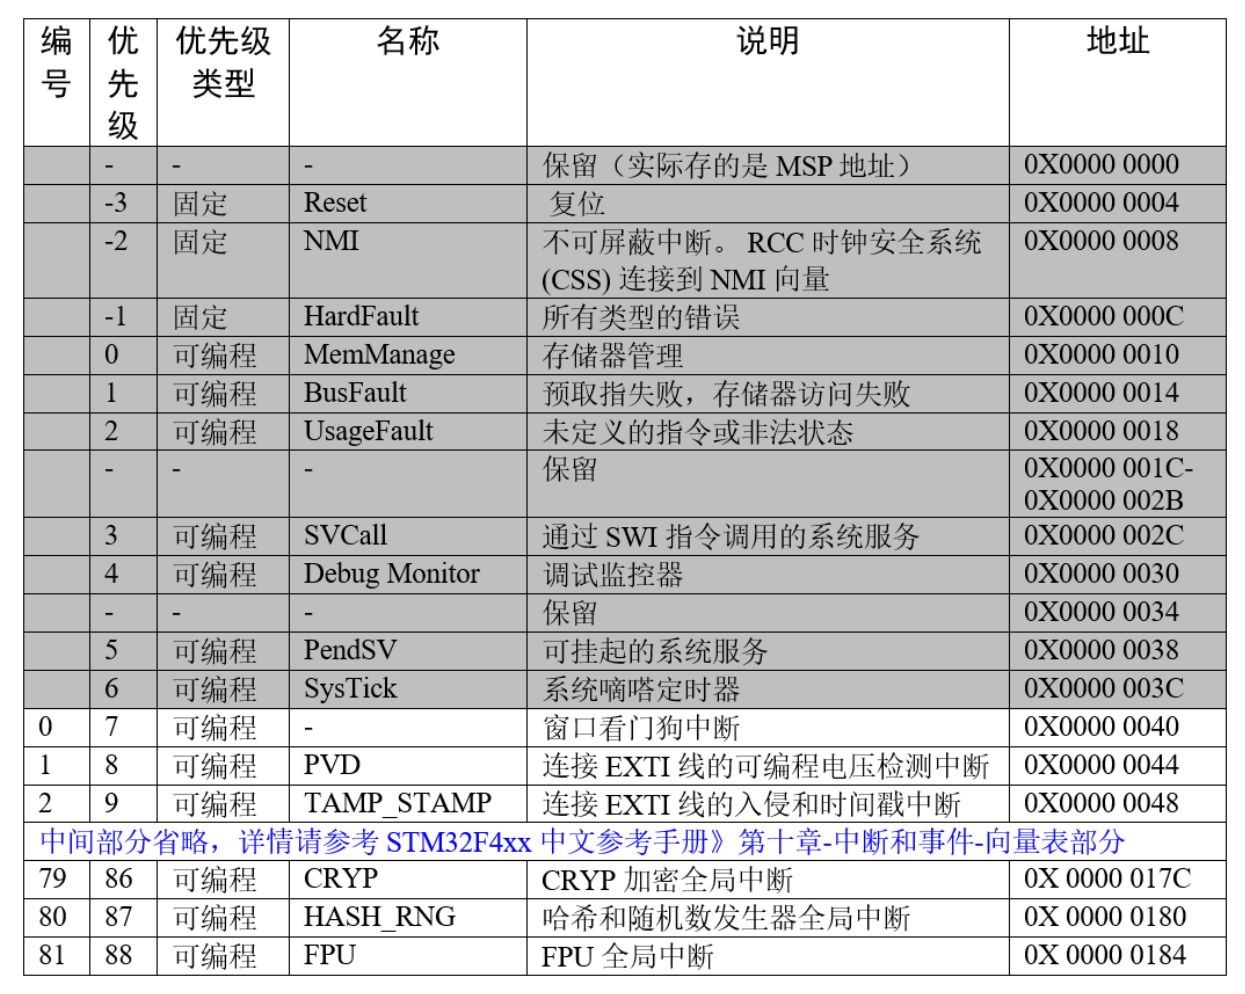 编号 优先级 优先级类型 名称 说明 地址
- - - 保留（实际存的是 MSP 地址） 0X0000 0000
-3 固定 Reset 复位 0X0000 0004
-2 固定 NMI 不可屏蔽中断。 RCC 时钟安全系统 0X0000 0008
(CSS) 连接到 NMI 向量
-1 固定 HardFault 所有类型的错误 0X0000 000C
0 可编程 MemManage 存储器管理 0X0000 0010
1 可编程 BusFault 预取指失败，存储器访问失败 0X0000 0014
2 可编程 UsageFault 未定义的指令或非法状态 0X0000 0018
- - - 保留 0X0000 001C-
0X0000 002B
3 可编程 SVCall 通过 SWI 指令调用的系统服务 0X0000 002C
4 可编程 Debug Monitor 调试监控器 0X0000 0030
- - - 保留 0X0000 0034
5 可编程 PendSV 可挂起的系统服务 0X0000 0038
6 可编程 SysTick 系统嘀嗒定时器 0X0000 003C
0 7 可编程 - 窗口看门狗中断 0X0000 0040
1 8 可编程 PVD 连接 EXTI 线的可编程电压检测中断 0X0000 0044
2 9 可编程 TAMP_STAMP 连接 EXTI 线的入侵和时间戳中断 0X0000 0048
中间部分省略，详情请参考 STM32F4xx 中文参考手册》第十章-中断和事件-向量表部分
79 86 可编程 CRYP CRYP 加密全局中断 0X 0000 017C
80 87 可编程 HASH_RNG 哈希和随机数发生器全局中断 0X 0000 0180
81 88 可编程 FPU FPU 全局中断 0X 0000 0184